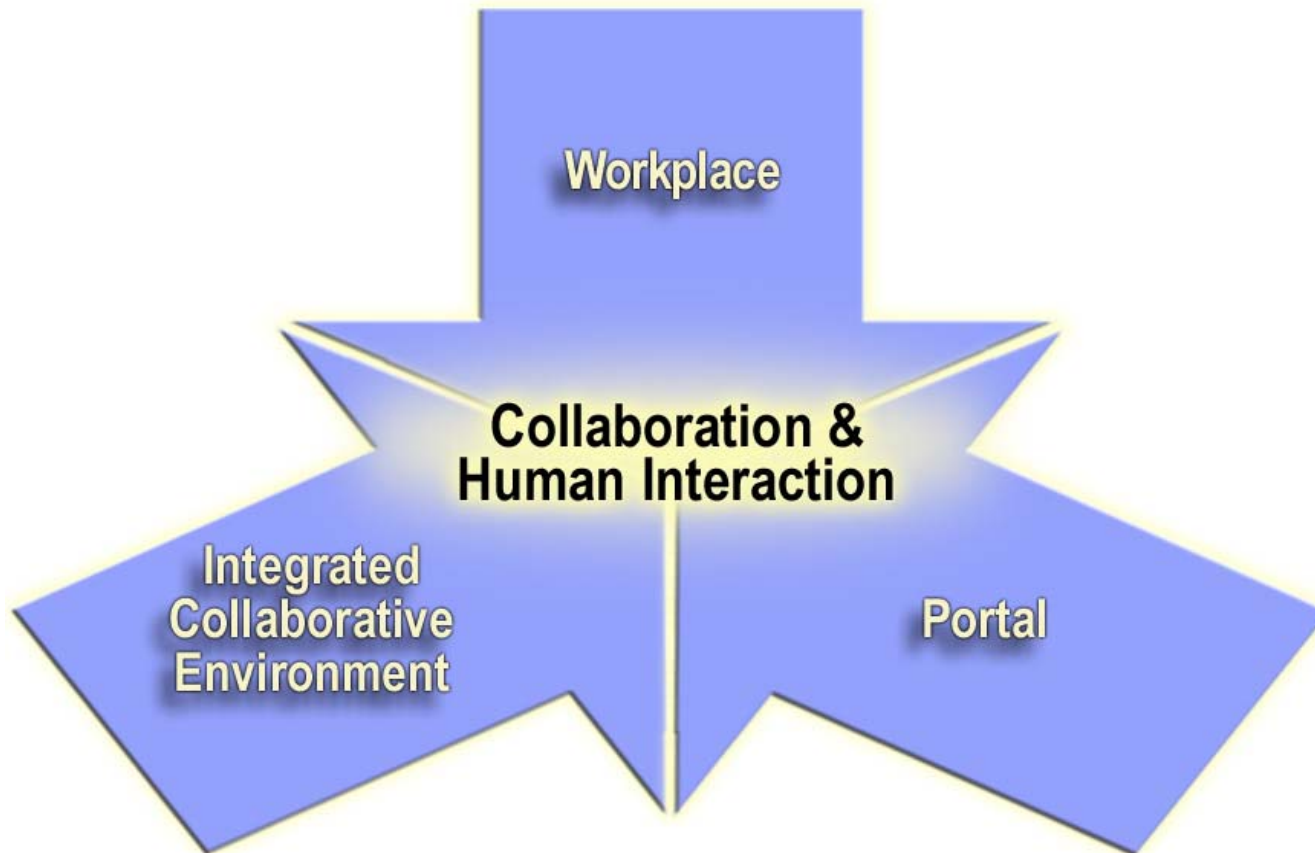 Workplace
Collaboration &
Human Interaction
Integrated
Collaborative
Environment
Portal